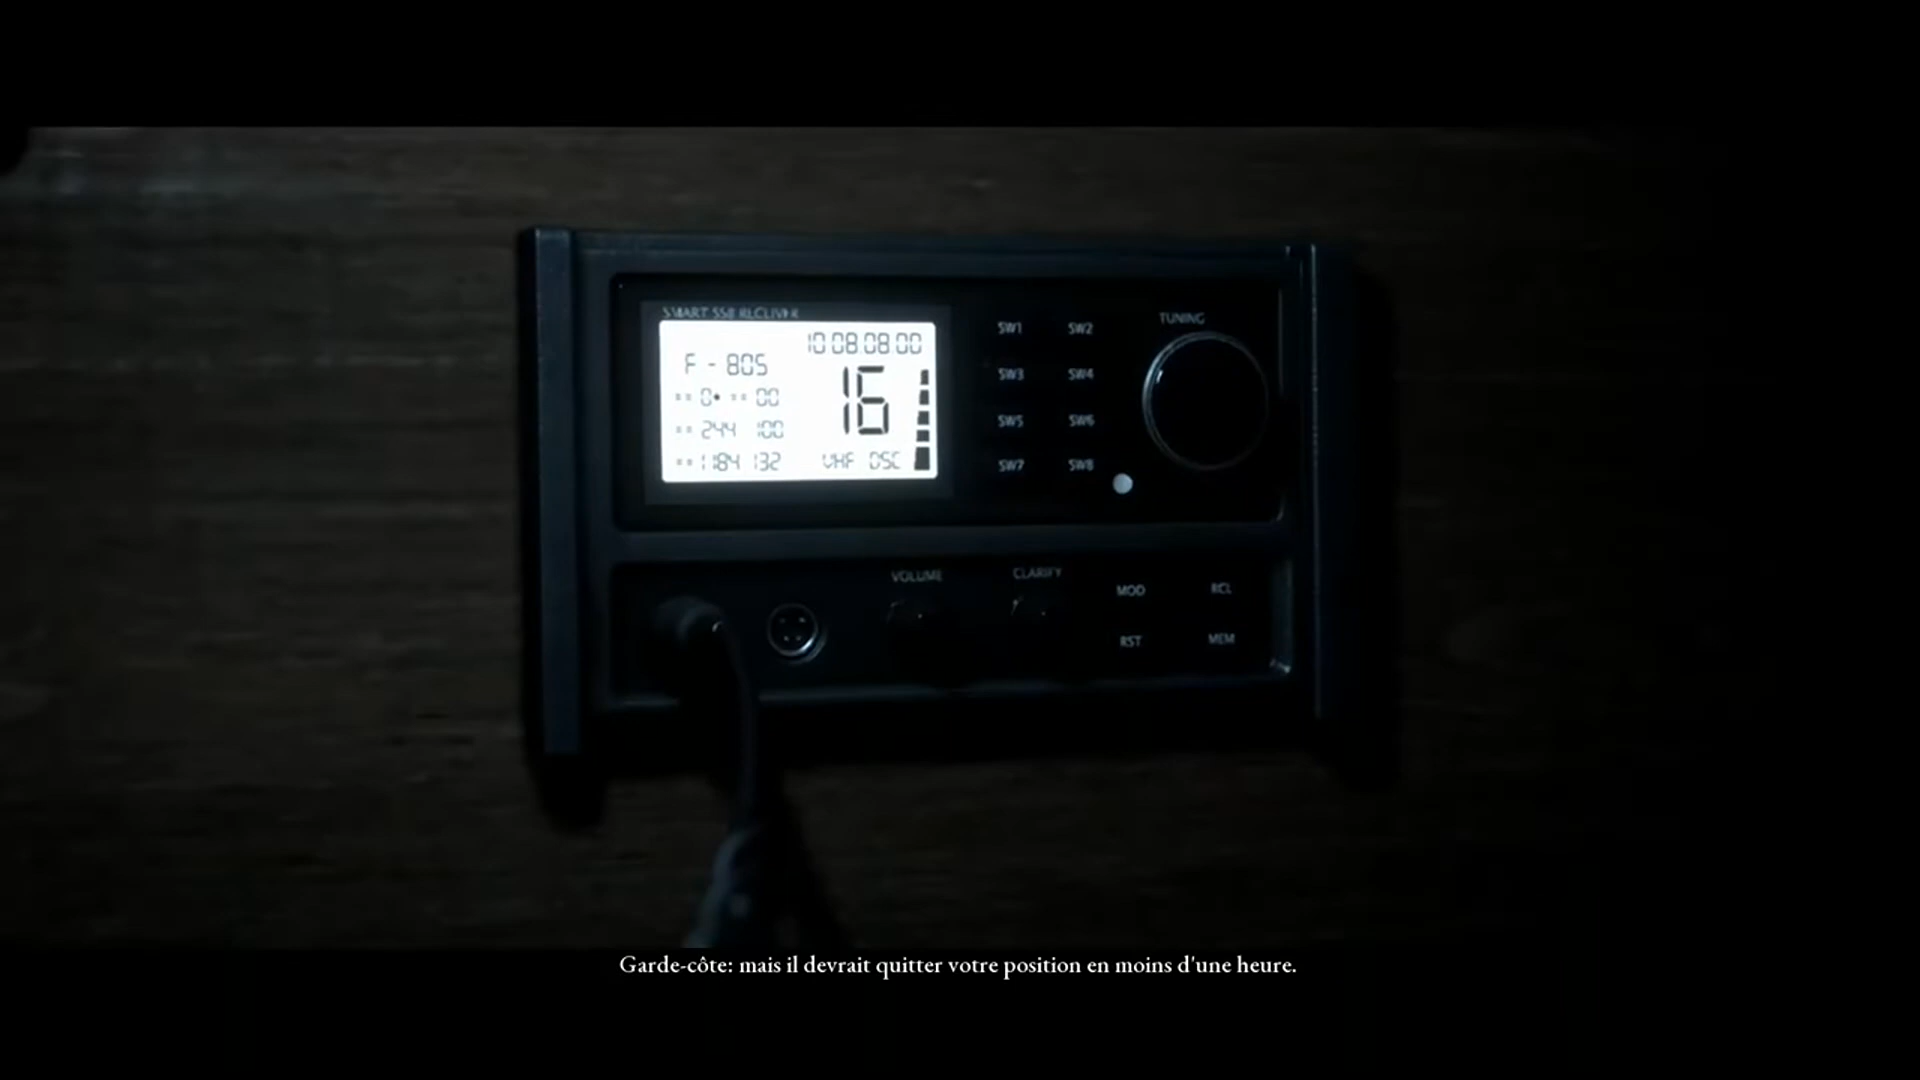 SMART SSB RECEIVER
10 08 08 00
F - 805
16
0 00
244 100
1184 132
VHF DSC
SW1 SW2
SW3 SW4
SW5 SW6
SW7 SW8
TUNING
VOLUME
CLARIFY
MOD RCL
RST MEM
Garde-côte: mais il devrait quitter votre position en moins d'une heure.